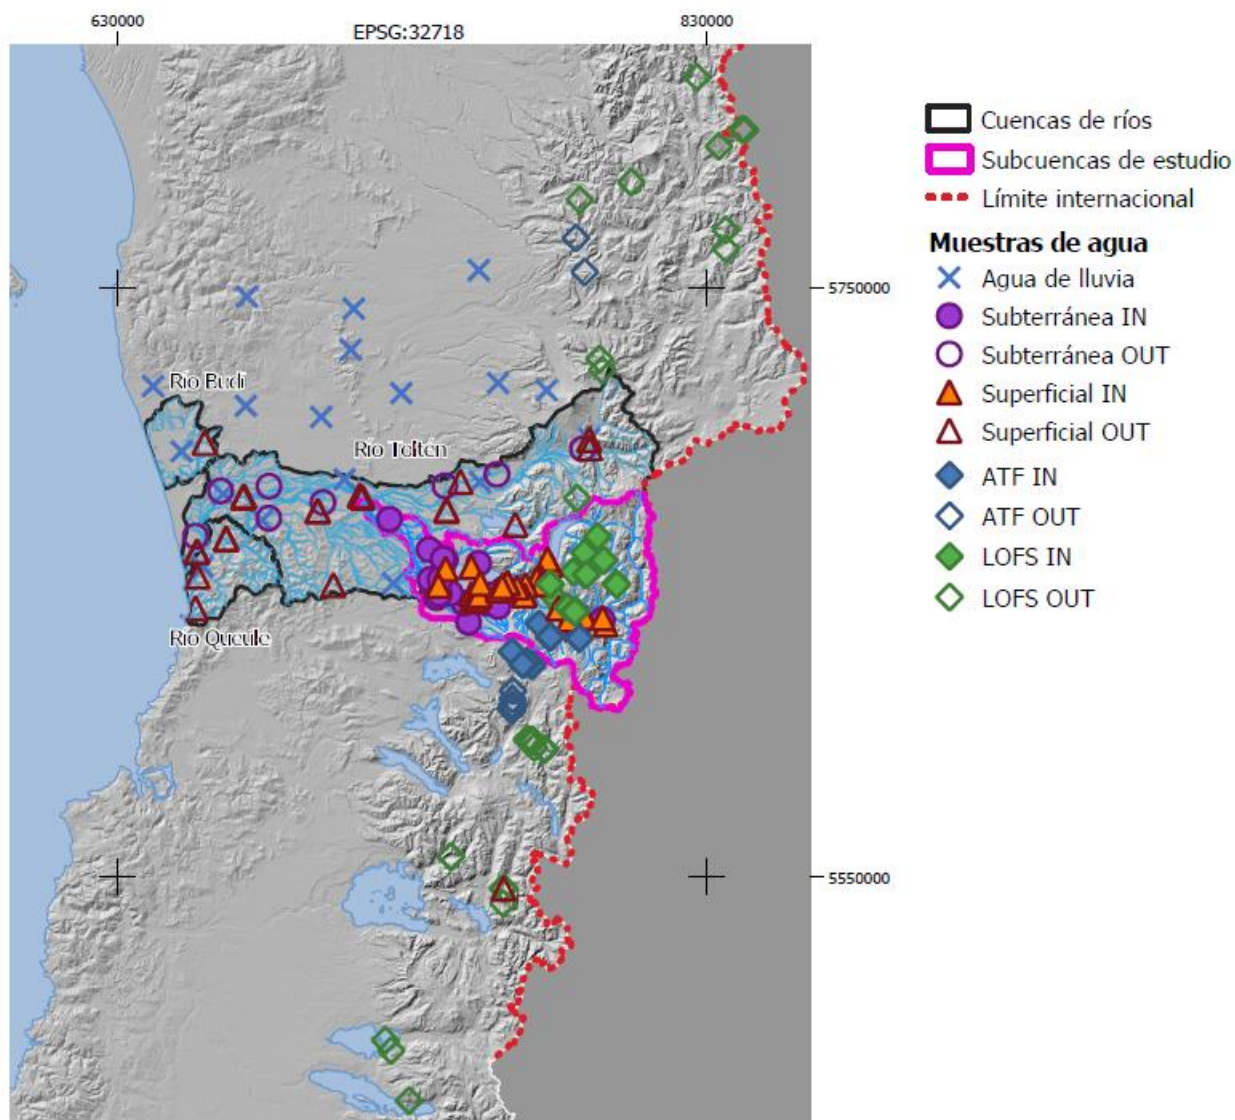 630000
830000
EPSG:32718
Cuencas de ríos
Subcuencas de estudio
Límite internacional
Muestras de agua
Agua de lluvia
Subterránea IN
Subterránea OUT
Superficial IN
Superficial OUT
ATF IN
ATF OUT
LOFS IN
LOFS OUT
5750000
Río Budi
Río Toltén
Río Queule
5550000